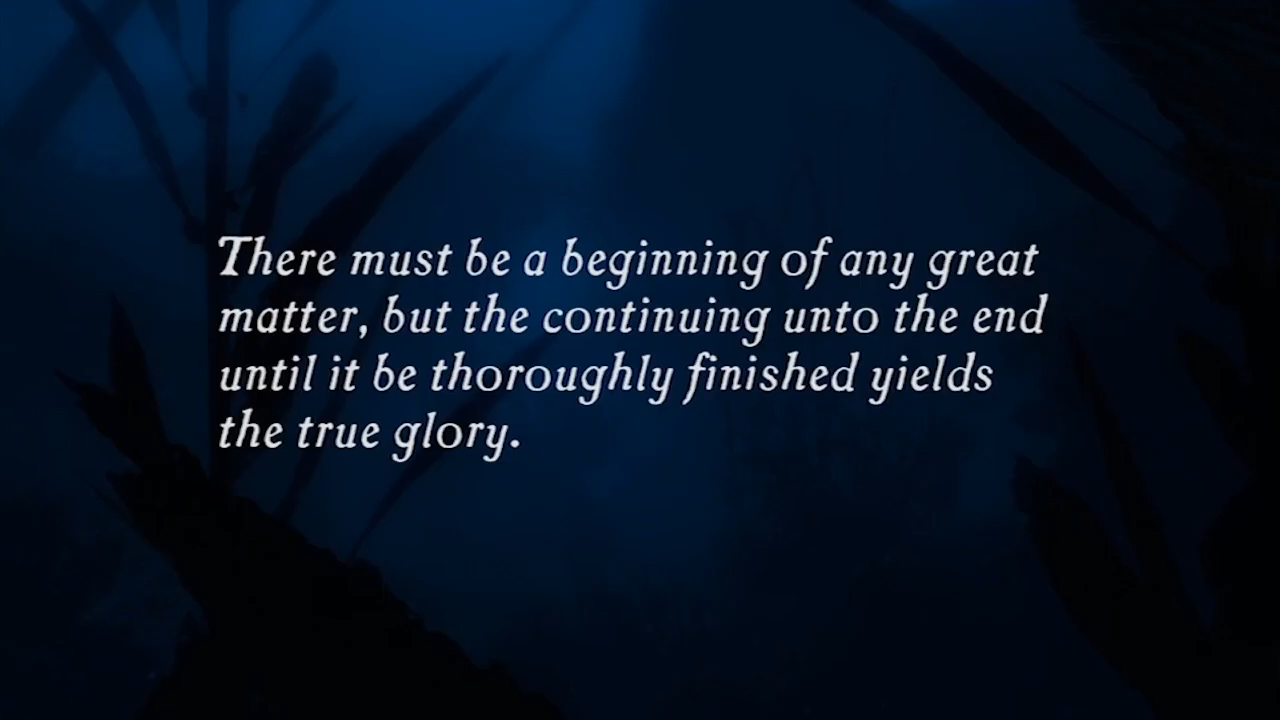 There must be a beginning of any great
matter, but the continuing unto the end
until it be thoroughly finished yields
the true glory.